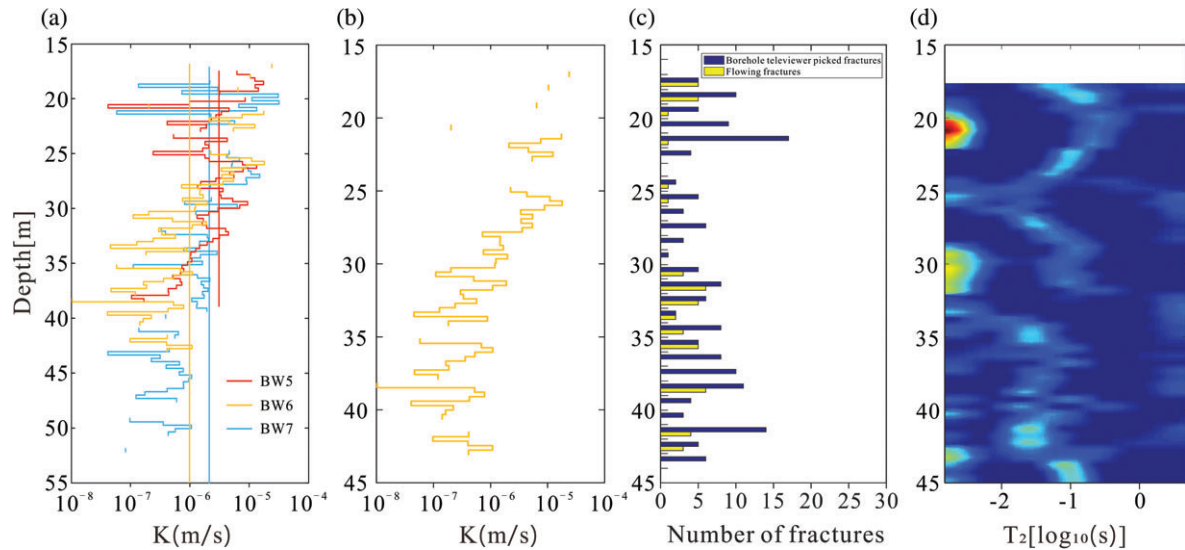 (a)
(b)
(c)
(d)
15
20
25
30
35
40
45
50
55
Depth[m]
10⁻⁸ 10⁻⁷ 10⁻⁶ 10⁻⁵ 10⁻⁴
K(m/s)
BW5
BW6
BW7
15
20
25
30
35
40
45
10⁻⁸ 10⁻⁷ 10⁻⁶ 10⁻⁵ 10⁻⁴
K(m/s)
15
20
25
30
35
40
45
Borehole televiewer picked fractures
Flowing fractures
0 5 10 15 20 25 30
Number of fractures
15
20
25
30
35
40
45
-2 -1 0
T₂[log₁₀(s)]